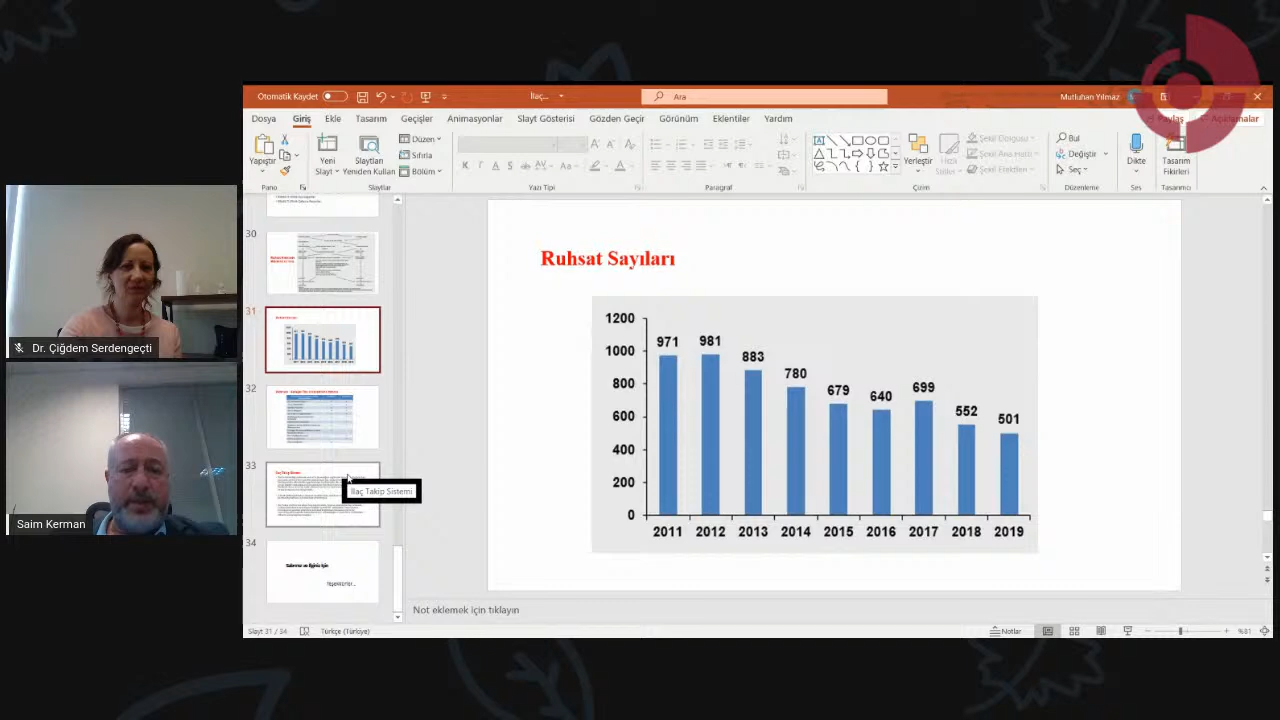 Otomatik Kaydet
İlaç...
Ara
Mutluhan Yılmaz
Dosya Giriş Ekle Tasarım Geçişler Animasyonlar Slayt Gösterisi Gözden Geçir Görünüm Eklentiler Yardım
Paylaş
Açıklamalar
Yapıştır
Yeni
Slayt
Slaytları
Yeniden Kullan
Düzen
Sıfırla
Bölüm
K T A S
Yerleştir
Hızlı
Stiller
Şekil Dolgusu
Şekil Ana Hattı
Şekil Efektleri
Bul
Değiştir
Seç
Dikte
Tasarım
Fikirleri
Pano
Slaytlar
Yazı Tipi
Paragraf
Çizim
Düzenleme
Ses
Tasarımcı
30
31
32
33
İlaç Takip Sistemi
34
Ruhsat Sayıları
1200
1000
800
600
400
200
0
971 981 883 780 679 640 699 552 501
2011 2012 2013 2014 2015 2016 2017 2018 2019
Not eklemek için tıklayın
Slayt 31 / 34
Türkçe (Türkiye)
Notlar
%81
Dr. Çiğdem Serdengeçti
Saim Kerman